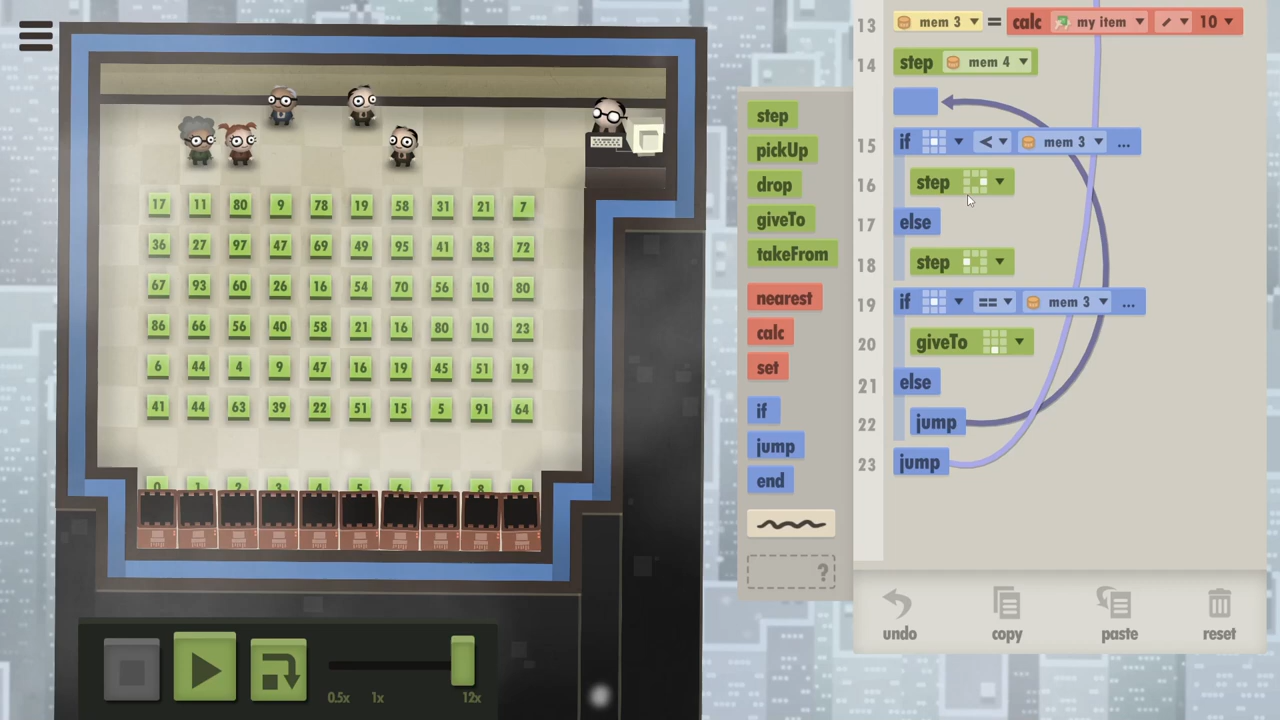 13 mem 3 = calc my item / 10
14 step mem 4
15 if < mem 3 ...
16 step
17 else
18 step
19 if == mem 3 ...
20 giveTo
21 else
22 jump
23 jump
step
pickUp
drop
giveTo
takeFrom
nearest
calc
set
if
jump
end
?
undo copy paste reset
17 11 80 9 78 19 58 31 21 7
36 27 97 47 69 49 95 41 83 72
67 93 60 26 16 54 70 56 10 80
86 66 56 40 58 21 16 80 10 23
6 44 4 9 47 16 19 45 51 19
41 44 63 39 22 51 15 5 91 64
0 1 2 3 4 5 6 7 8 9
0.5x 1x 12x